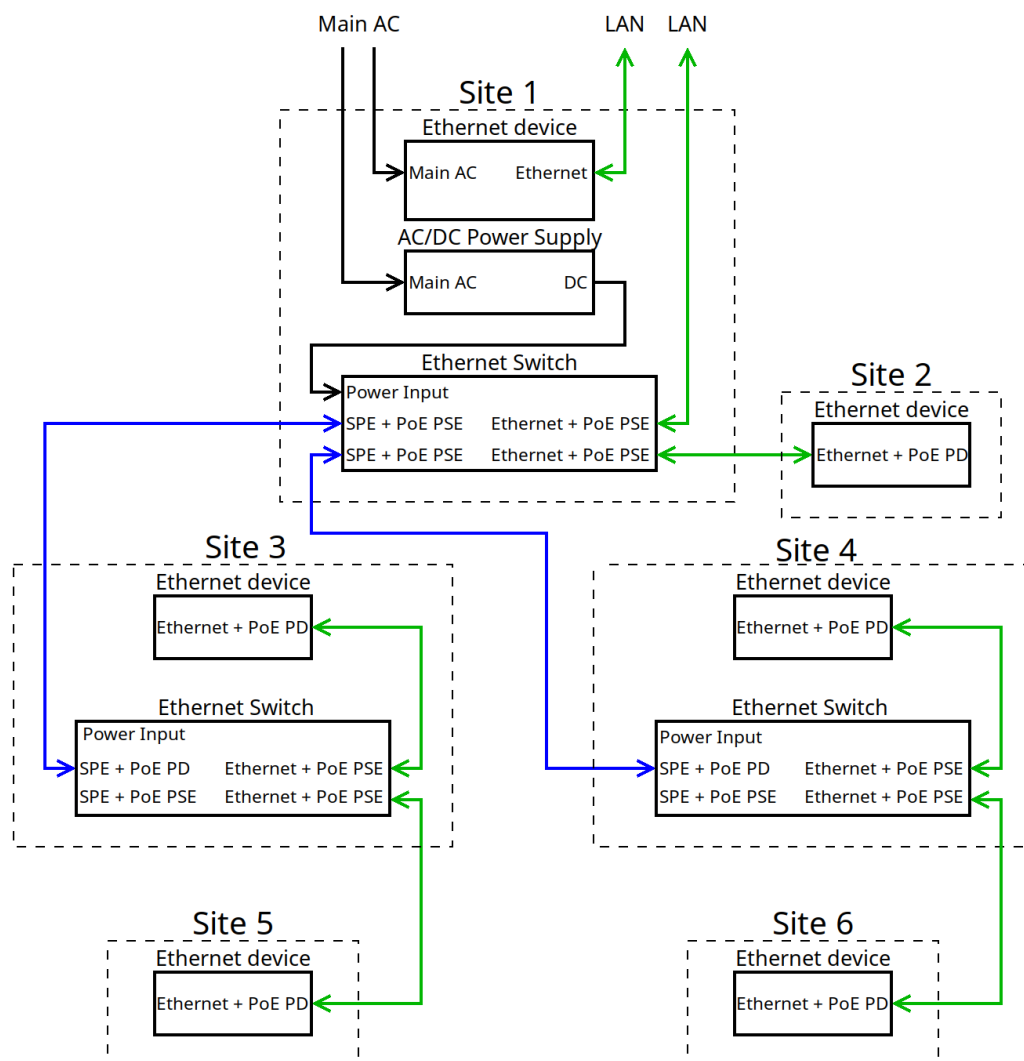 Main AC
LAN
LAN
Site 1
Ethernet device
Main AC
Ethernet
AC/DC Power Supply
Main AC
DC
Ethernet Switch
Power Input
SPE + PoE PSE
Ethernet + PoE PSE
SPE + PoE PSE
Ethernet + PoE PSE
Site 2
Ethernet device
Ethernet + PoE PD
Site 3
Ethernet device
Ethernet + PoE PD
Ethernet Switch
Power Input
SPE + PoE PD
Ethernet + PoE PSE
SPE + PoE PSE
Ethernet + PoE PSE
Site 4
Ethernet device
Ethernet + PoE PD
Ethernet Switch
Power Input
SPE + PoE PD
Ethernet + PoE PSE
SPE + PoE PSE
Ethernet + PoE PSE
Site 5
Ethernet device
Ethernet + PoE PD
Site 6
Ethernet device
Ethernet + PoE PD